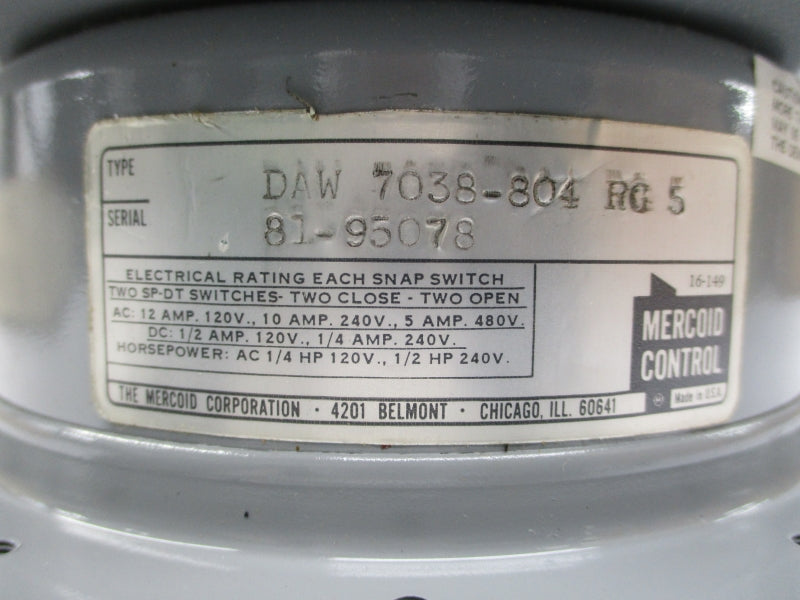 TYPE DAW 7038-804 RG 5
SERIAL 81-95078
ELECTRICAL RATING EACH SNAP SWITCH
TWO SP-DT SWITCHES- TWO CLOSE - TWO OPEN
AC: 12 AMP. 120V., 10 AMP. 240V., 5 AMP. 480V.
DC: 1/2 AMP. 120V., 1/4 AMP. 240V.
HORSEPOWER: AC 1/4 HP 120V., 1/2 HP 240V.
16-149
MERCOID
CONTROL
Made in U.S.A.
THE MERCOID CORPORATION · 4201 BELMONT · CHICAGO, ILL. 60641